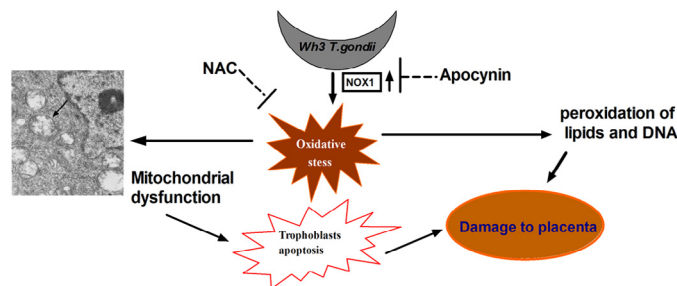 Wh3 T.gondii
NAC
NOX1
Apocynin
Oxidative
stess
peroxidation of
lipids and DNA
Mitochondrial
dysfunction
Trophoblasts
apoptosis
Damage to placenta